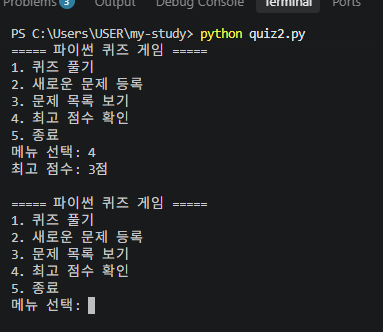 Problems 3 Output Debug Console Terminal Ports
PS C:\Users\USER\my-study> python quiz2.py
===== 파이썬 퀴즈 게임 =====
1. 퀴즈 풀기
2. 새로운 문제 등록
3. 문제 목록 보기
4. 최고 점수 확인
5. 종료
메뉴 선택: 4
최고 점수: 3점
===== 파이썬 퀴즈 게임 =====
1. 퀴즈 풀기
2. 새로운 문제 등록
3. 문제 목록 보기
4. 최고 점수 확인
5. 종료
메뉴 선택: